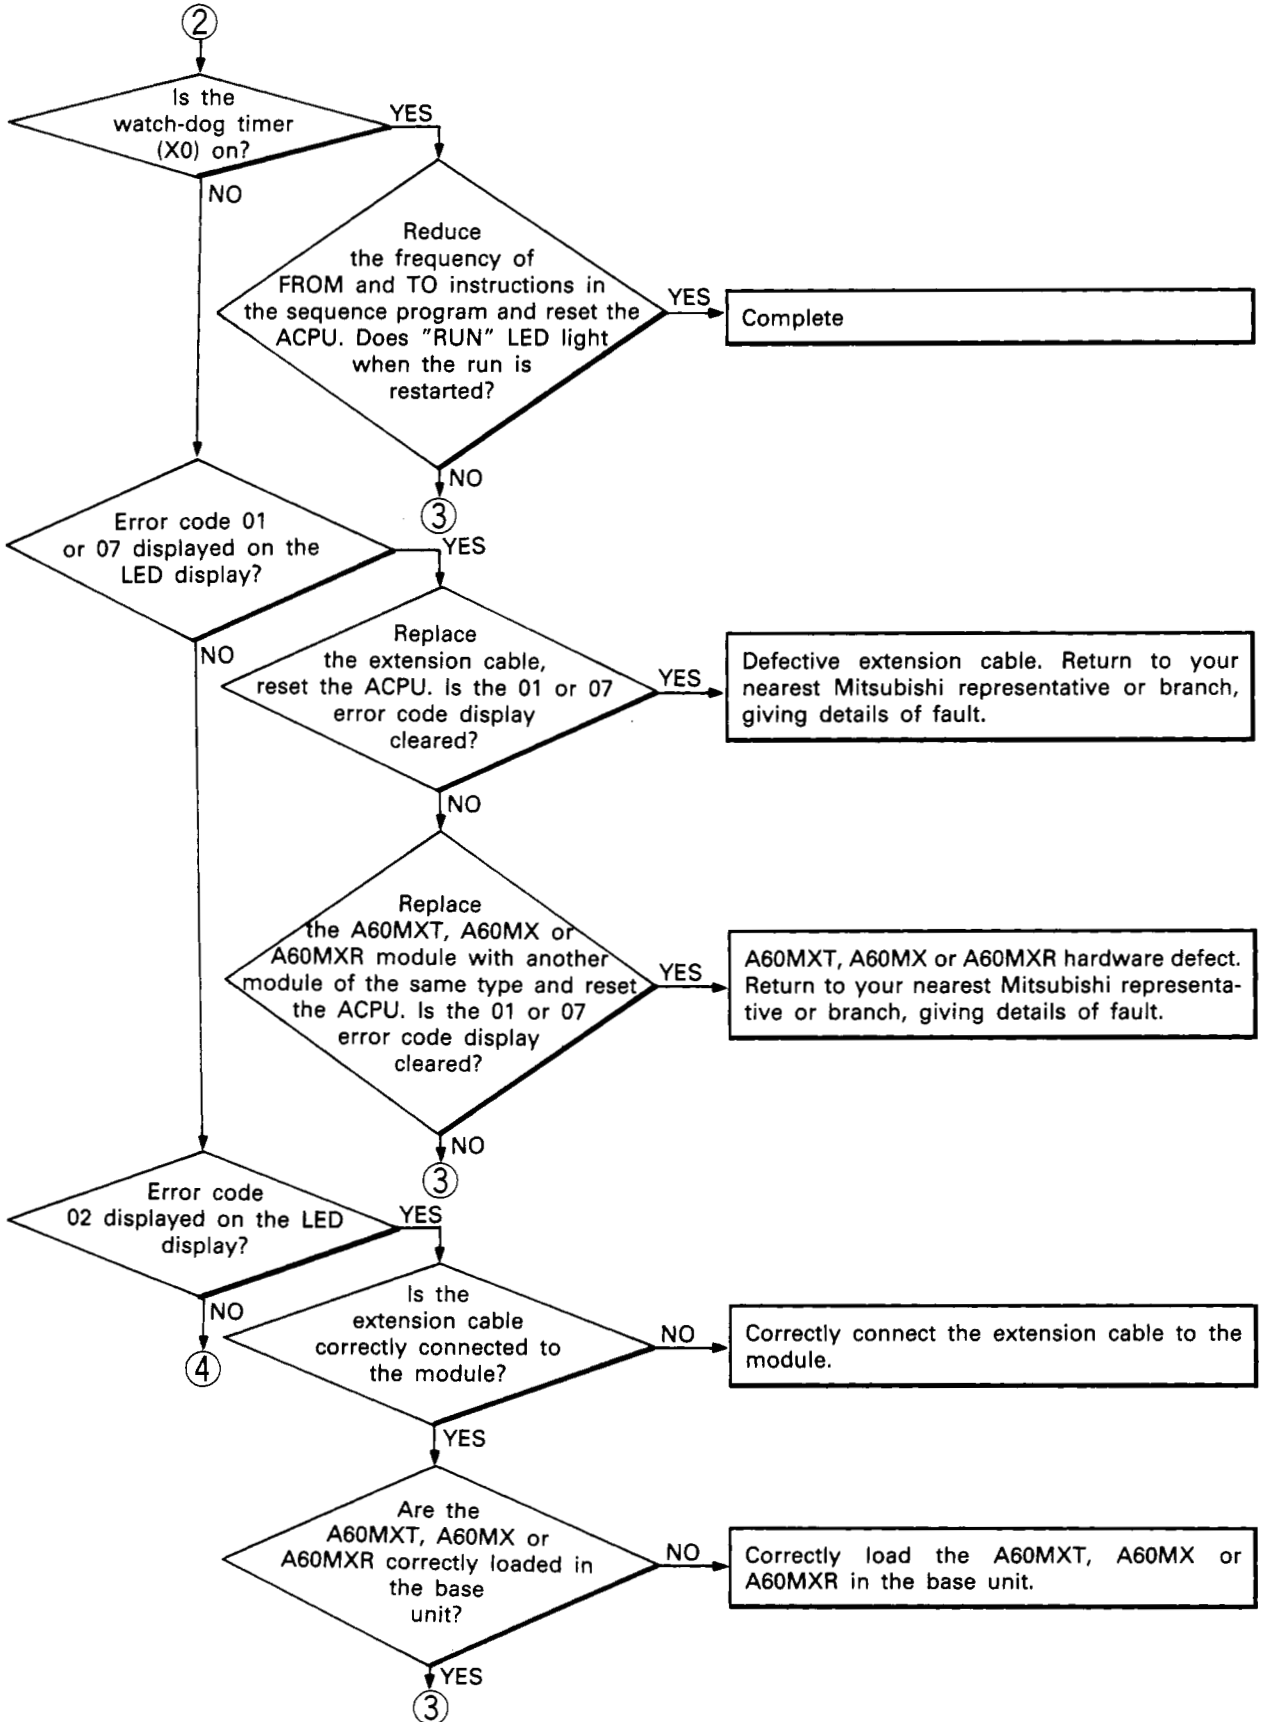 2
Is the
watch-dog timer
(X0) on?
YES
NO
Reduce
the frequency of
FROM and TO instructions in
the sequence program and reset the
ACPU. Does "RUN" LED light
when the run is
restarted?
YES
Complete
NO
3
Error code 01
or 07 displayed on the
LED display?
YES
NO
Replace
the extension cable,
reset the ACPU. Is the 01 or 07
error code display
cleared?
YES
Defective extension cable. Return to your
nearest Mitsubishi representative or branch,
giving details of fault.
NO
Replace
the A60MXT, A60MX or
A60MXR module with another
module of the same type and reset
the ACPU. Is the 01 or 07
error code display
cleared?
YES
A60MXT, A60MX or A60MXR hardware defect.
Return to your nearest Mitsubishi representa-
tive or branch, giving details of fault.
NO
3
Error code
02 displayed on the LED
display?
YES
NO
4
Is the
extension cable
correctly connected to
the module?
NO
Correctly connect the extension cable to the
module.
YES
Are the
A60MXT, A60MX or
A60MXR correctly loaded in
the base
unit?
NO
Correctly load the A60MXT, A60MX or
A60MXR in the base unit.
YES
3